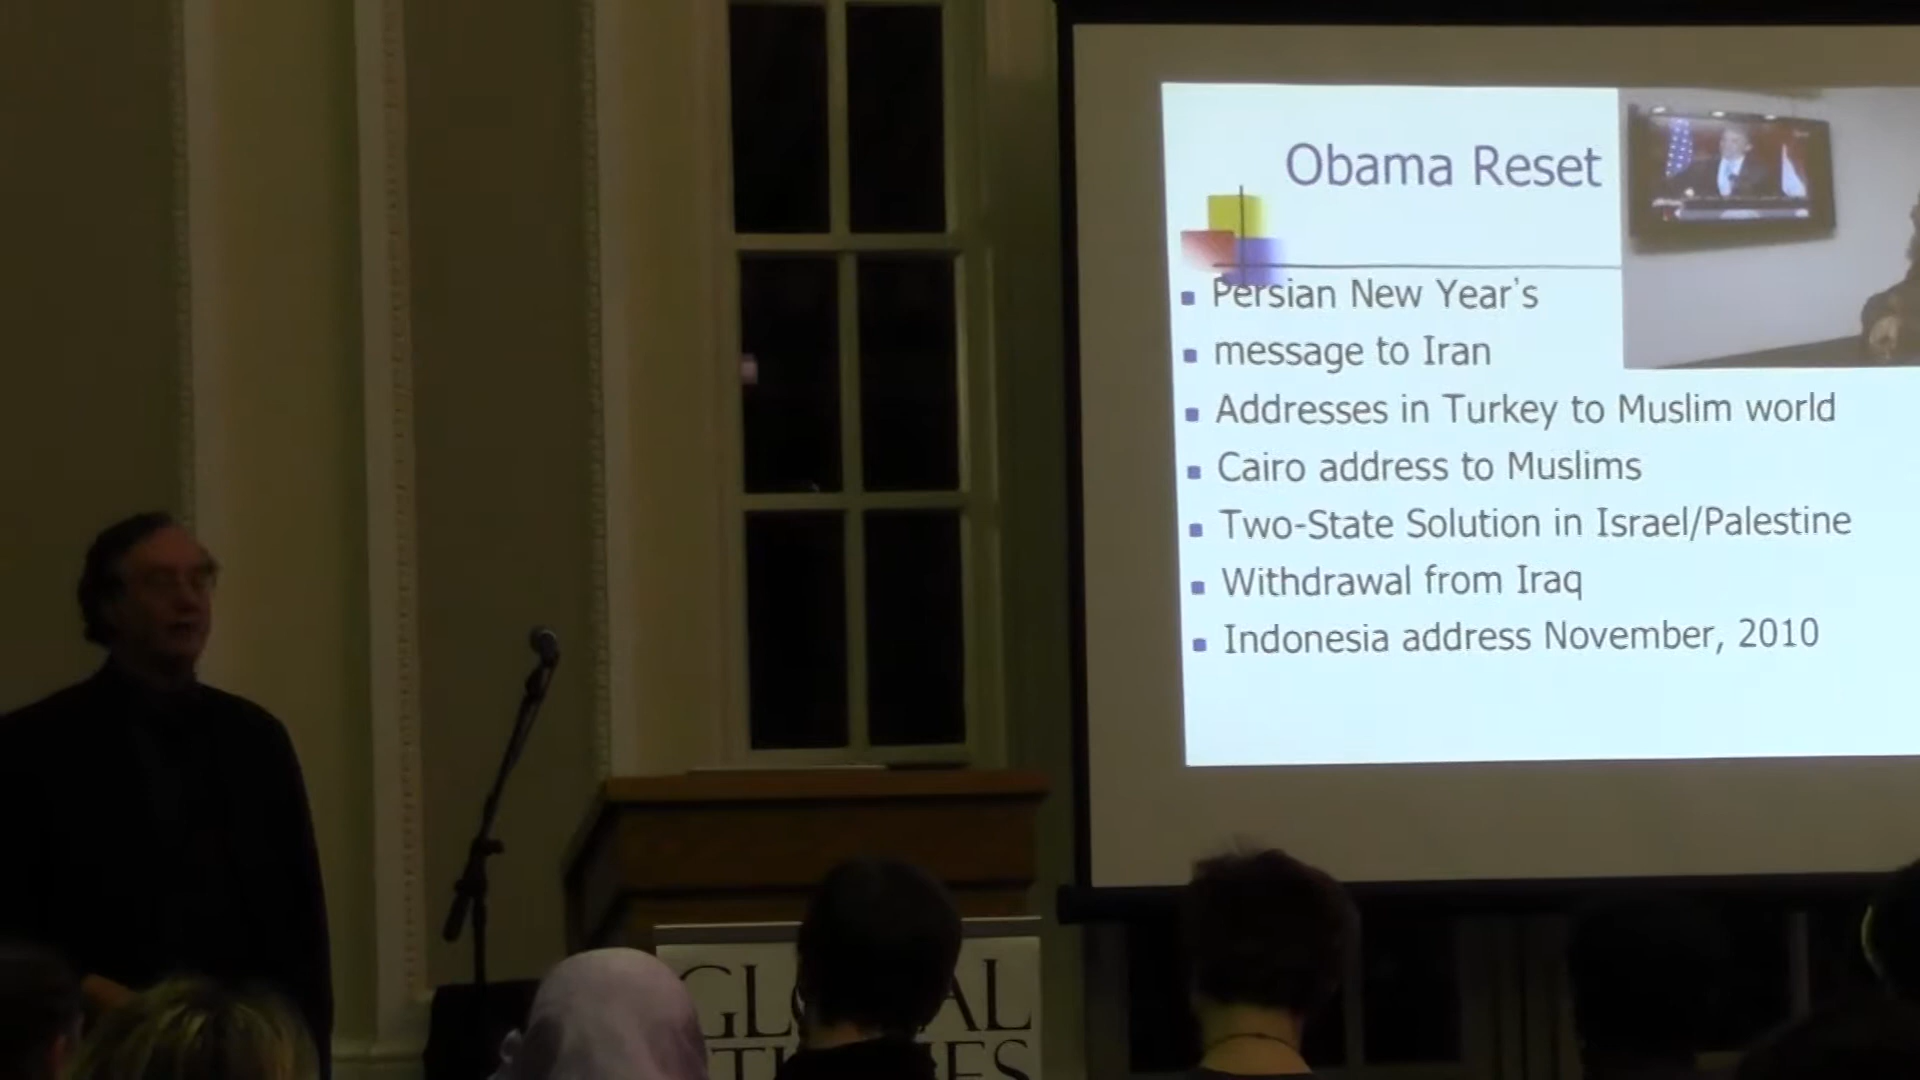 Obama Reset
Persian New Year's
message to Iran
Addresses in Turkey to Muslim world
Cairo address to Muslims
Two-State Solution in Israel/Palestine
Withdrawal from Iraq
Indonesia address November, 2010